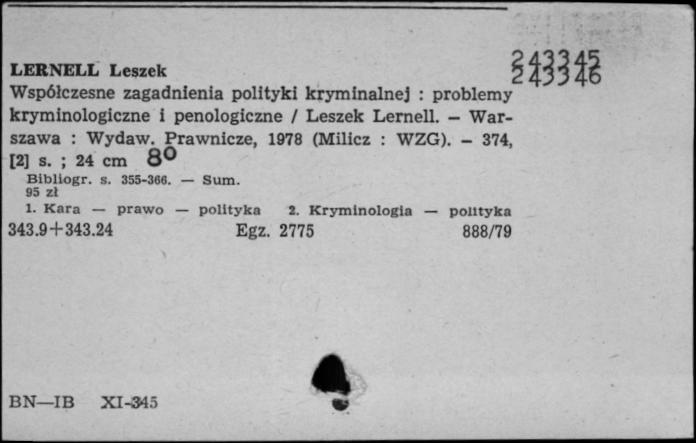 243345
243346
LERNELL Leszek
Współczesne zagadnienia polityki kryminalnej : problemy
kryminologiczne i penologiczne / Leszek Lernell. — War-
szawa : Wydaw. Prawnicze, 1978 (Milicz : WZG). — 374,
[2] s. ; 24 cm 8º
Bibliogr. s. 355-366. — Sum.
95 zł
1. Kara — prawo — polityka 2. Kryminologia — polityka
343.9+343.24 Egz. 2775 888/79
BN—IB XI-345